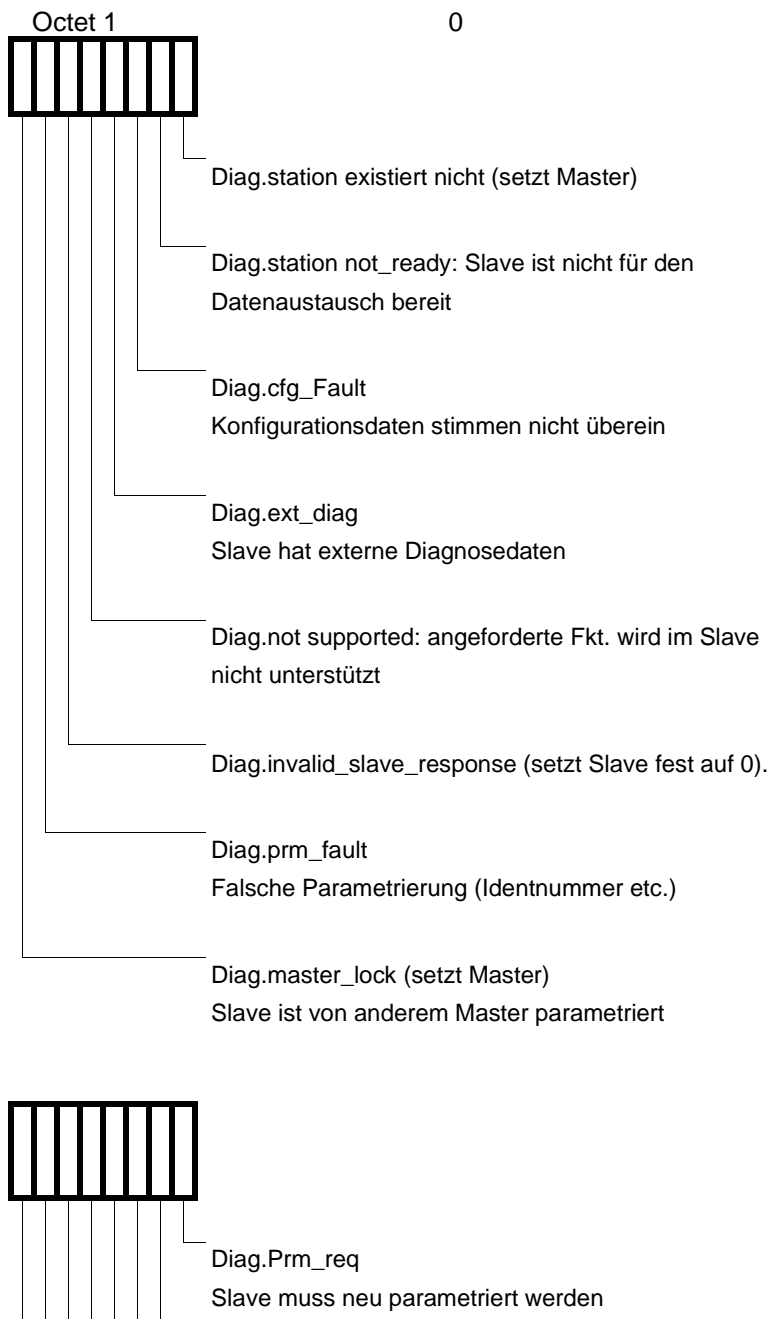 Octet 1 0
Diag.station existiert nicht (setzt Master)
Diag.station not_ready: Slave ist nicht für den
Datenaustausch bereit
Diag.cfg_Fault
Konfigurationsdaten stimmen nicht überein
Diag.ext_diag
Slave hat externe Diagnosedaten
Diag.not supported: angeforderte Fkt. wird im Slave
nicht unterstützt
Diag.invalid_slave_response (setzt Slave fest auf 0).
Diag.prm_fault
Falsche Parametrierung (Identnummer etc.)
Diag.master_lock (setzt Master)
Slave ist von anderem Master parametriert
Diag.Prm_req
Slave muss neu parametriert werden